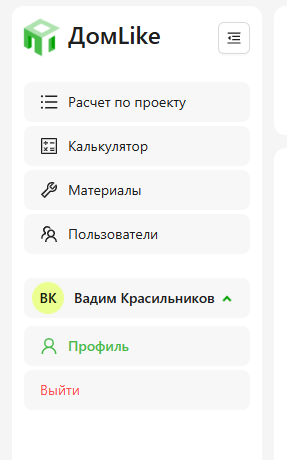 ДомLike
Расчет по проекту
Калькулятор
Материалы
Пользователи
ВК Вадим Красильников
Профиль
Выйти